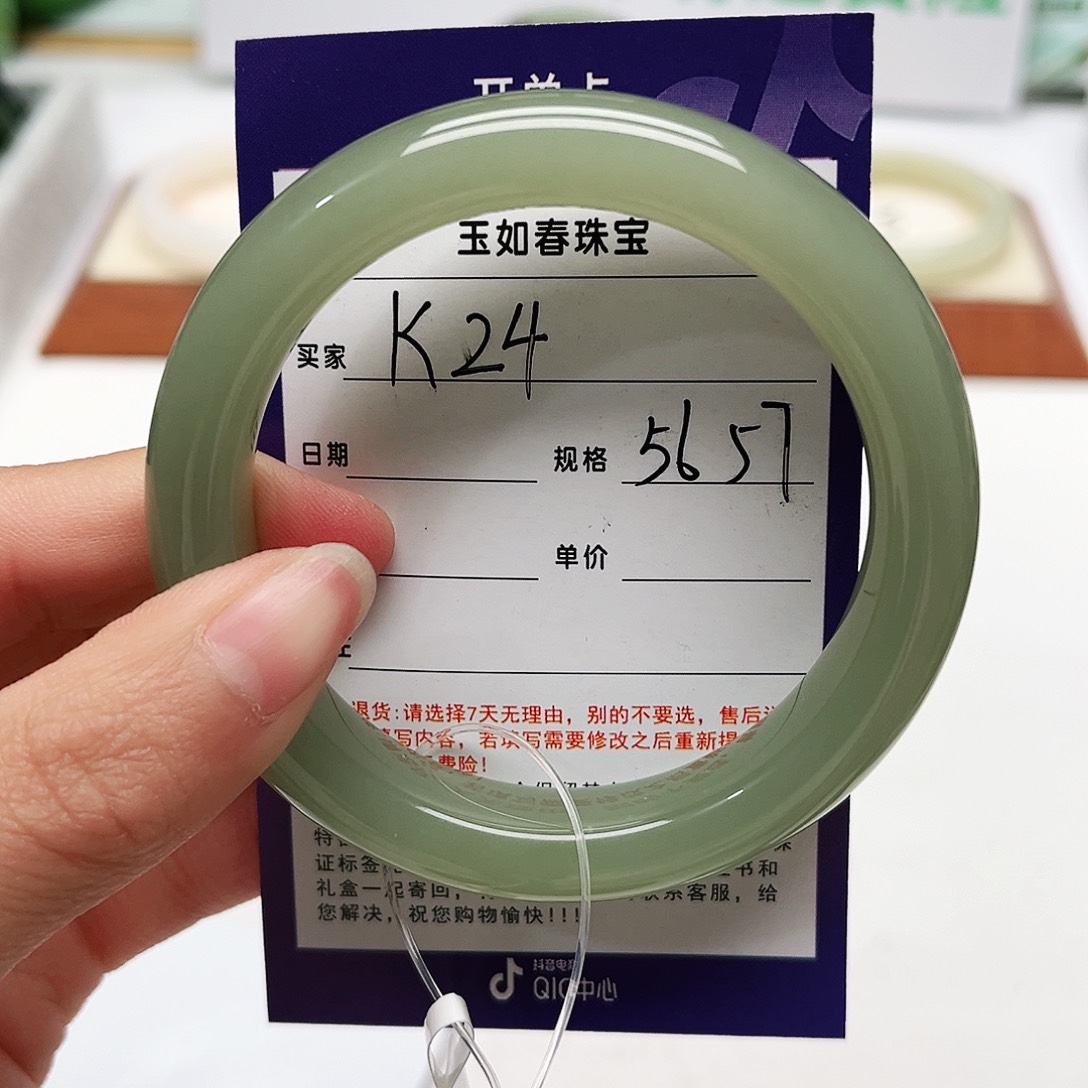 玉如春珠宝
买家 K24
日期 规格 5657
单价
退货:请选择7天无理由，别的不要选，售后
填写内容，若填写需要修改之后重新提
费险!
证标签 书和
礼盒一起寄回， 联系客服，给
您解决，祝您购物愉快!!!
抖音电
QIC中心